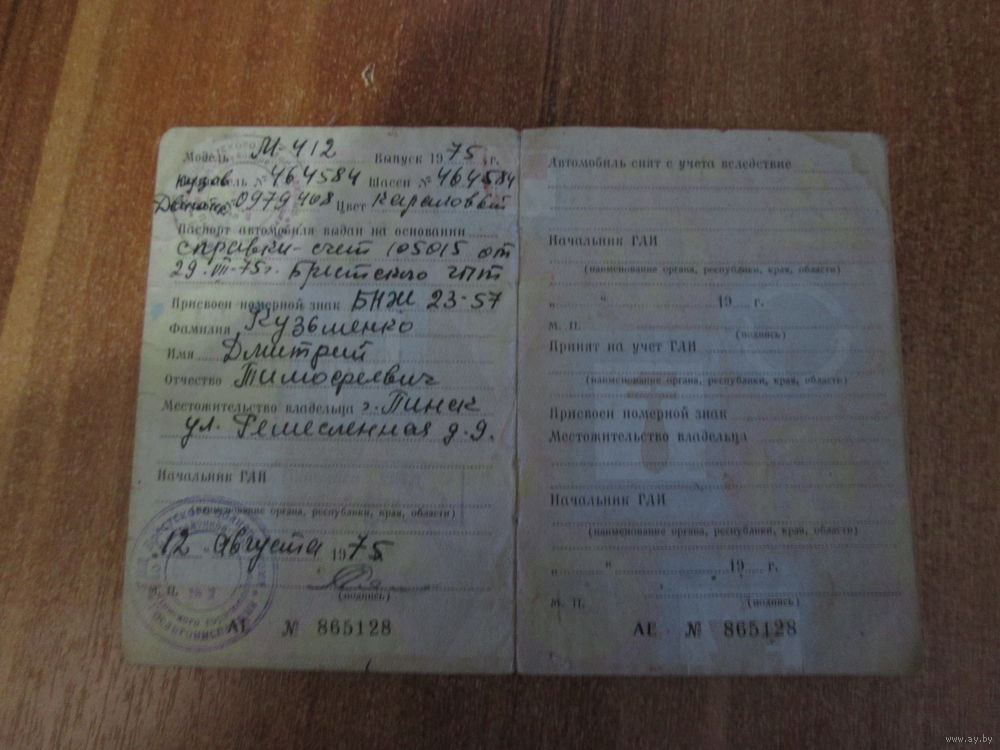 Модель М-412 Выпуск 1975 г.
кузов № 464584 Шасси № 464584
Двигатель № 0979408 Цвет Караловый
Паспорт автомобиля выдан на основании
справки-счет 105015 от
29.VII-75г.
Присвоен номерной знак БНЖ 23-57
Фамилия Кузьменко
Имя Дмитрий
Отчество Тимофеевич
Местожительство владельца г. Пинск
ул. Ремесленная д. 9.
Начальник ГАИ
(наименование органа, республики, края, области)
12 Августа 1975
М. П.
(подпись)
АЕ № 865128
Автомобиль снят с учета вследствие
Начальник ГАИ
(наименование органа, республики, края, области)
„ “ 19 г.
М. П.
(подпись)
Принят на учет ГАИ
(наименование органа, республики, края, области)
Присвоен номерной знак
Местожительство владельца
Начальник ГАИ
(наименование органа, республики, края, области)
„ “ 19 г.
М. П.
(подпись)
АЕ № 865128
www.ay.by